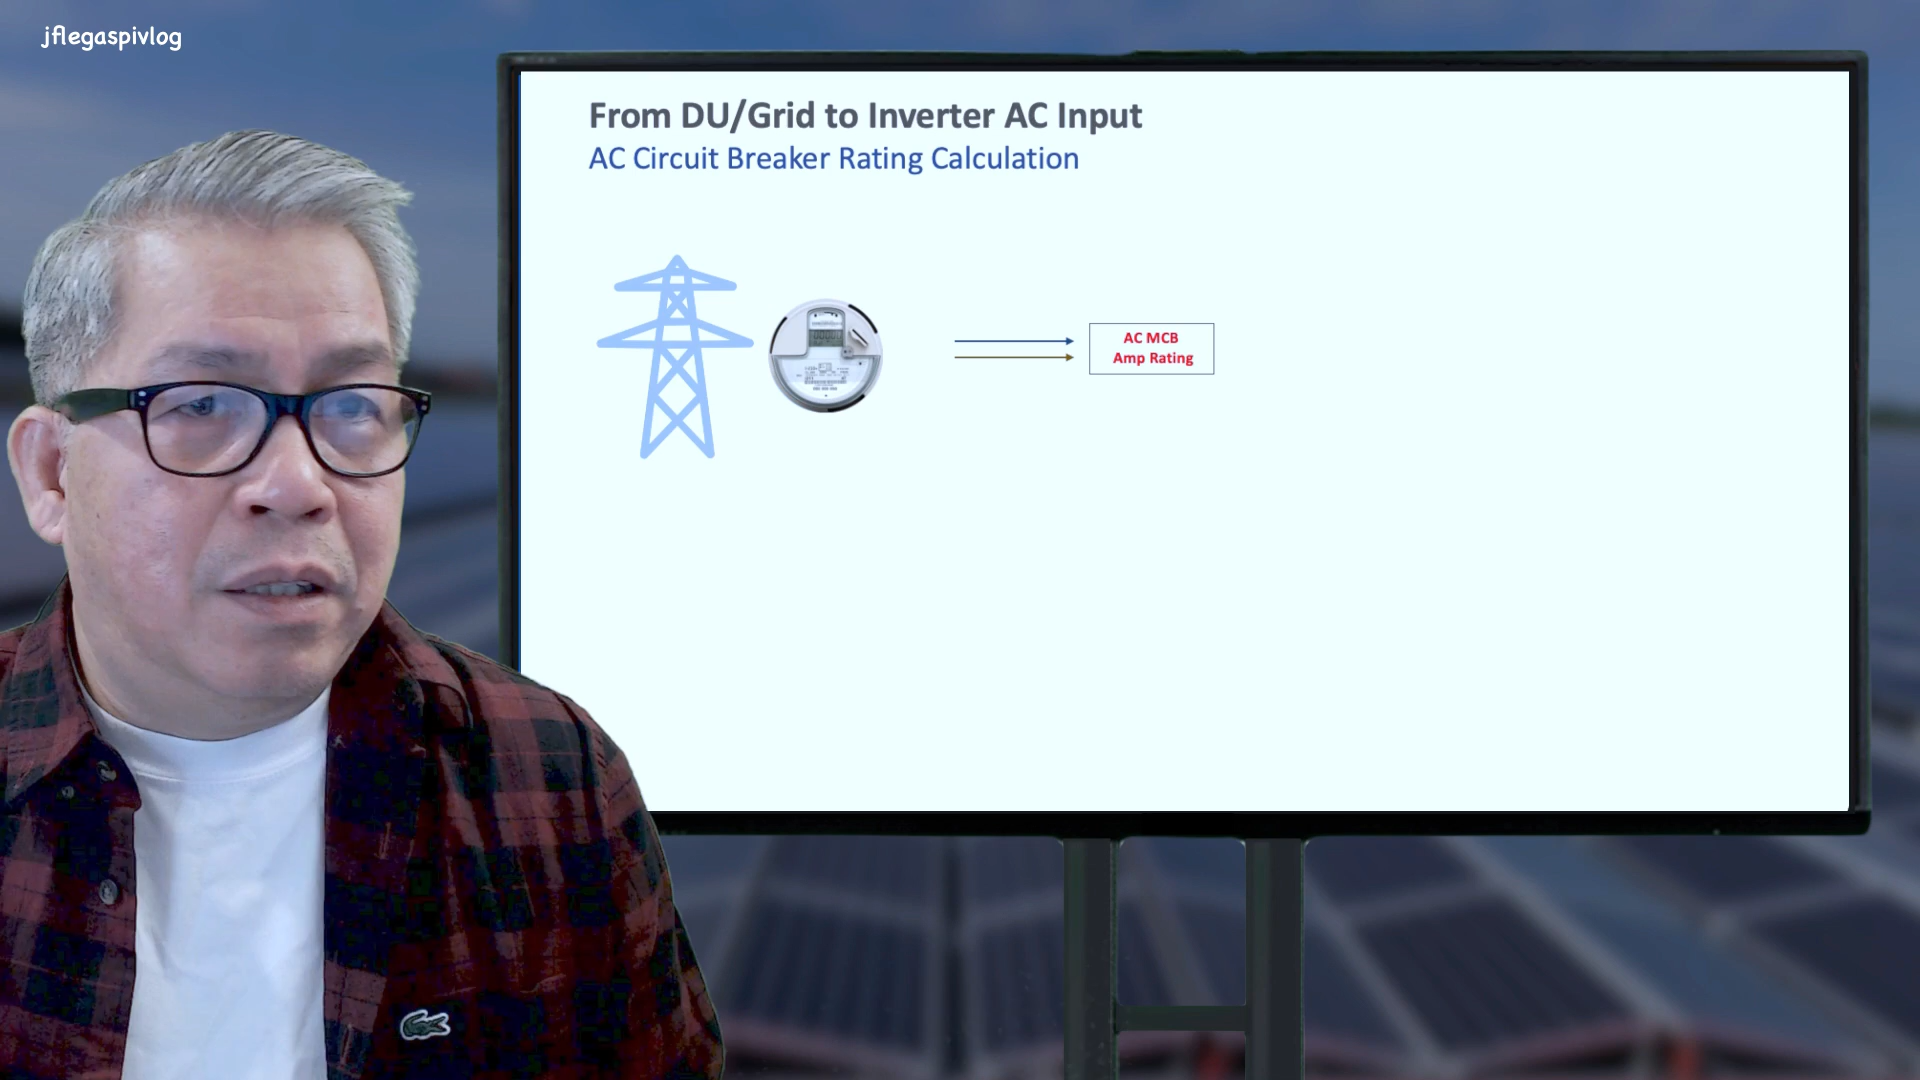 jflegaspivlog
From DU/Grid to Inverter AC Input
AC Circuit Breaker Rating Calculation
AC MCB
Amp Rating